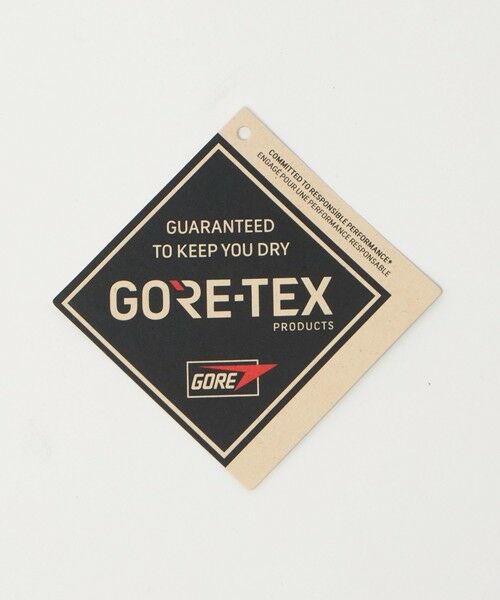 COMMITTED TO RESPONSIBLE PERFORMANCE*
ENGAGÉ POUR UNE PERFORMANCE RESPONSABLE
GUARANTEED
TO KEEP YOU DRY
GORE-TEX
PRODUCTS
GORE